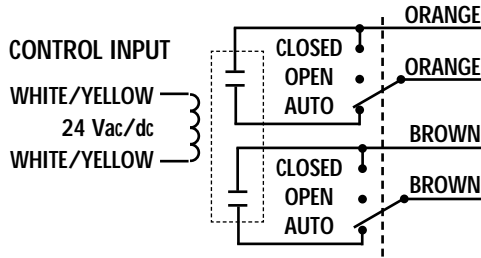 ORANGE
CONTROL INPUT
CLOSED
OPEN
AUTO
ORANGE
WHITE/YELLOW
24 Vac/dc
WHITE/YELLOW
BROWN
CLOSED
OPEN
AUTO
BROWN